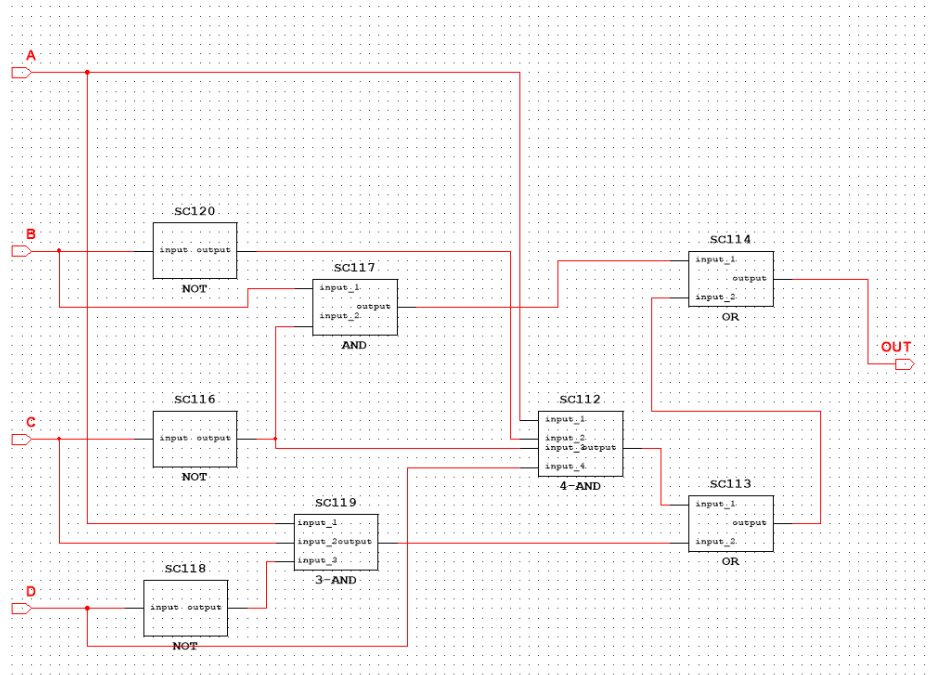 A
SC120
B
input output
NOT
SC117
input_1
output
input_2
AND
SC114
input_1
output
input_2
OR
OUT
SC116
C
input output
NOT
SC112
input_1
input_2
input_3output
input_4
4-AND
SC119
input_1
input_2output
input_3
3-AND
SC113
input_1
output
input_2
OR
SC118
D
input output
NOT